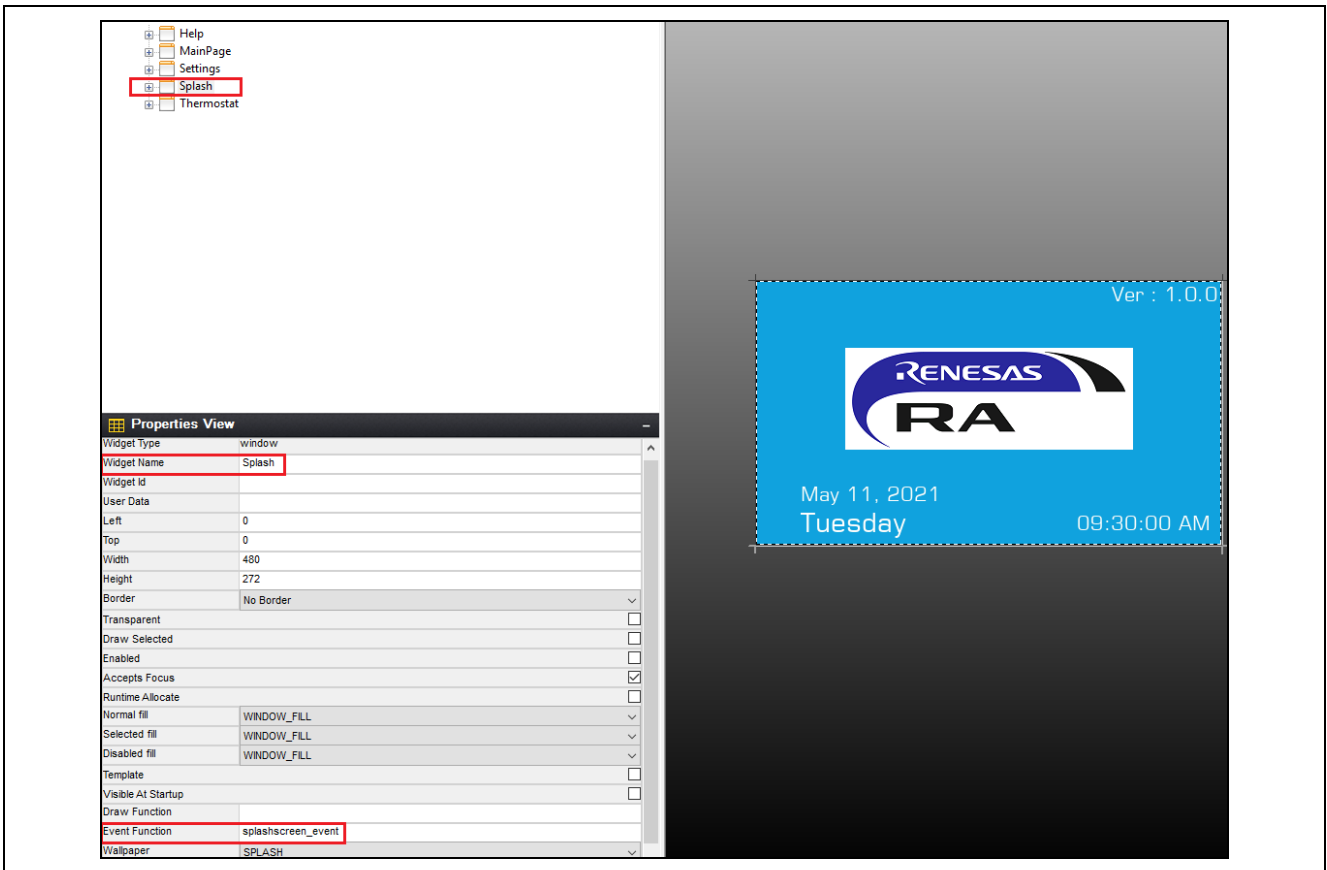 Help
MainPage
Settings
Splash
Thermostat
Properties View
Widget Type window
Widget Name Splash
Widget Id
User Data
Left 0
Top 0
Width 480
Height 272
Border No Border
Transparent
Draw Selected
Enabled
Accepts Focus
Runtime Allocate
Normal fill WINDOW_FILL
Selected fill WINDOW_FILL
Disabled fill WINDOW_FILL
Template
Visible At Startup
Draw Function
Event Function splashscreen_event
Wallpaper SPLASH
Ver : 1.0.0
RENESAS
RA
May 11, 2021
Tuesday 09:30:00 AM